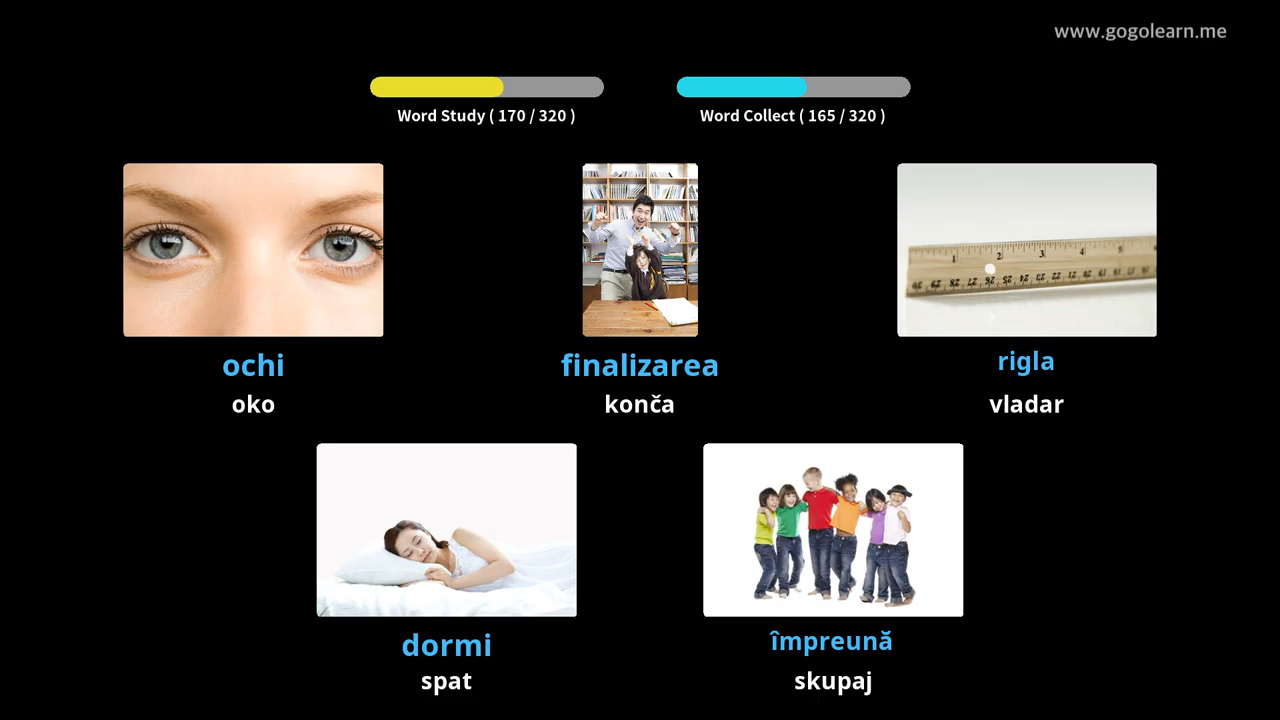 www.gogolearn.me
Word Study ( 170 / 320 )
Word Collect ( 165 / 320 )
ochi
oko
finalizarea
konča
rigla
vladar
dormi
spat
împreună
skupaj